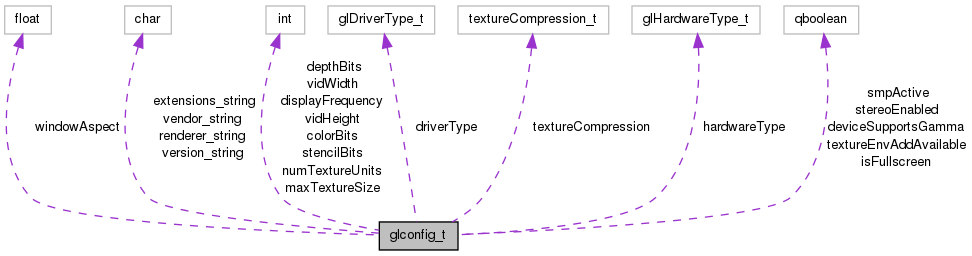 float
char
int
glDriverType_t
textureCompression_t
glHardwareType_t
qboolean
windowAspect
extensions_string
vendor_string
renderer_string
version_string
depthBits
vidWidth
displayFrequency
vidHeight
colorBits
stencilBits
numTextureUnits
maxTextureSize
driverType
textureCompression
hardwareType
smpActive
stereoEnabled
deviceSupportsGamma
textureEnvAddAvailable
isFullscreen
glconfig_t